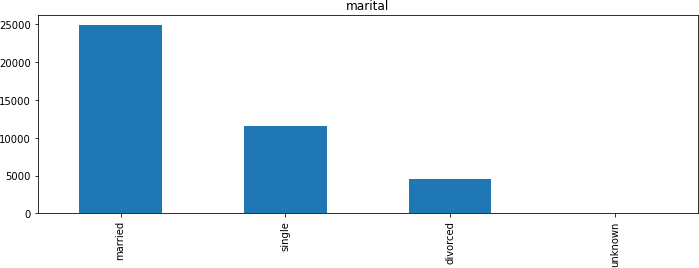 marital
25000
20000
15000
10000
5000
0
married
single
divorced
unknown